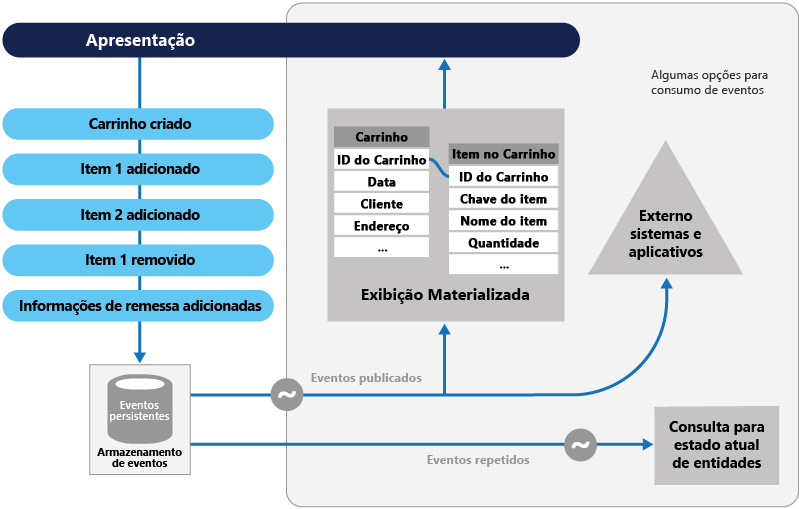 Apresentação
Carrinho criado
Item 1 adicionado
Item 2 adicionado
Item 1 removido
Informações de remessa adicionadas
Eventos
persistentes
Armazenamento
de eventos
Carrinho
ID do Carrinho
Data
Cliente
Endereço
...
Item no Carrinho
ID do Carrinho
Chave do item
Nome do item
Quantidade
...
Exibição Materializada
Algumas opções para
consumo de eventos
Externo
sistemas e
aplicativos
Eventos publicados
~
Eventos repetidos
~
Consulta para
estado atual
de entidades